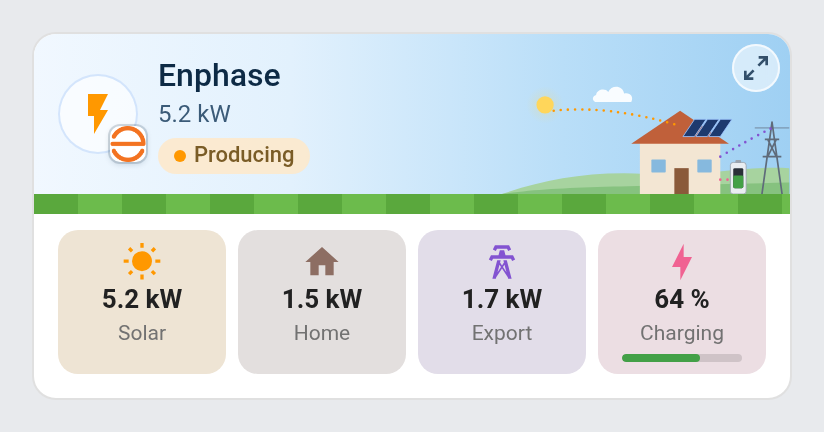 Enphase
5.2 kW
Producing
5.2 kW
Solar
1.5 kW
Home
1.7 kW
Export
64 %
Charging